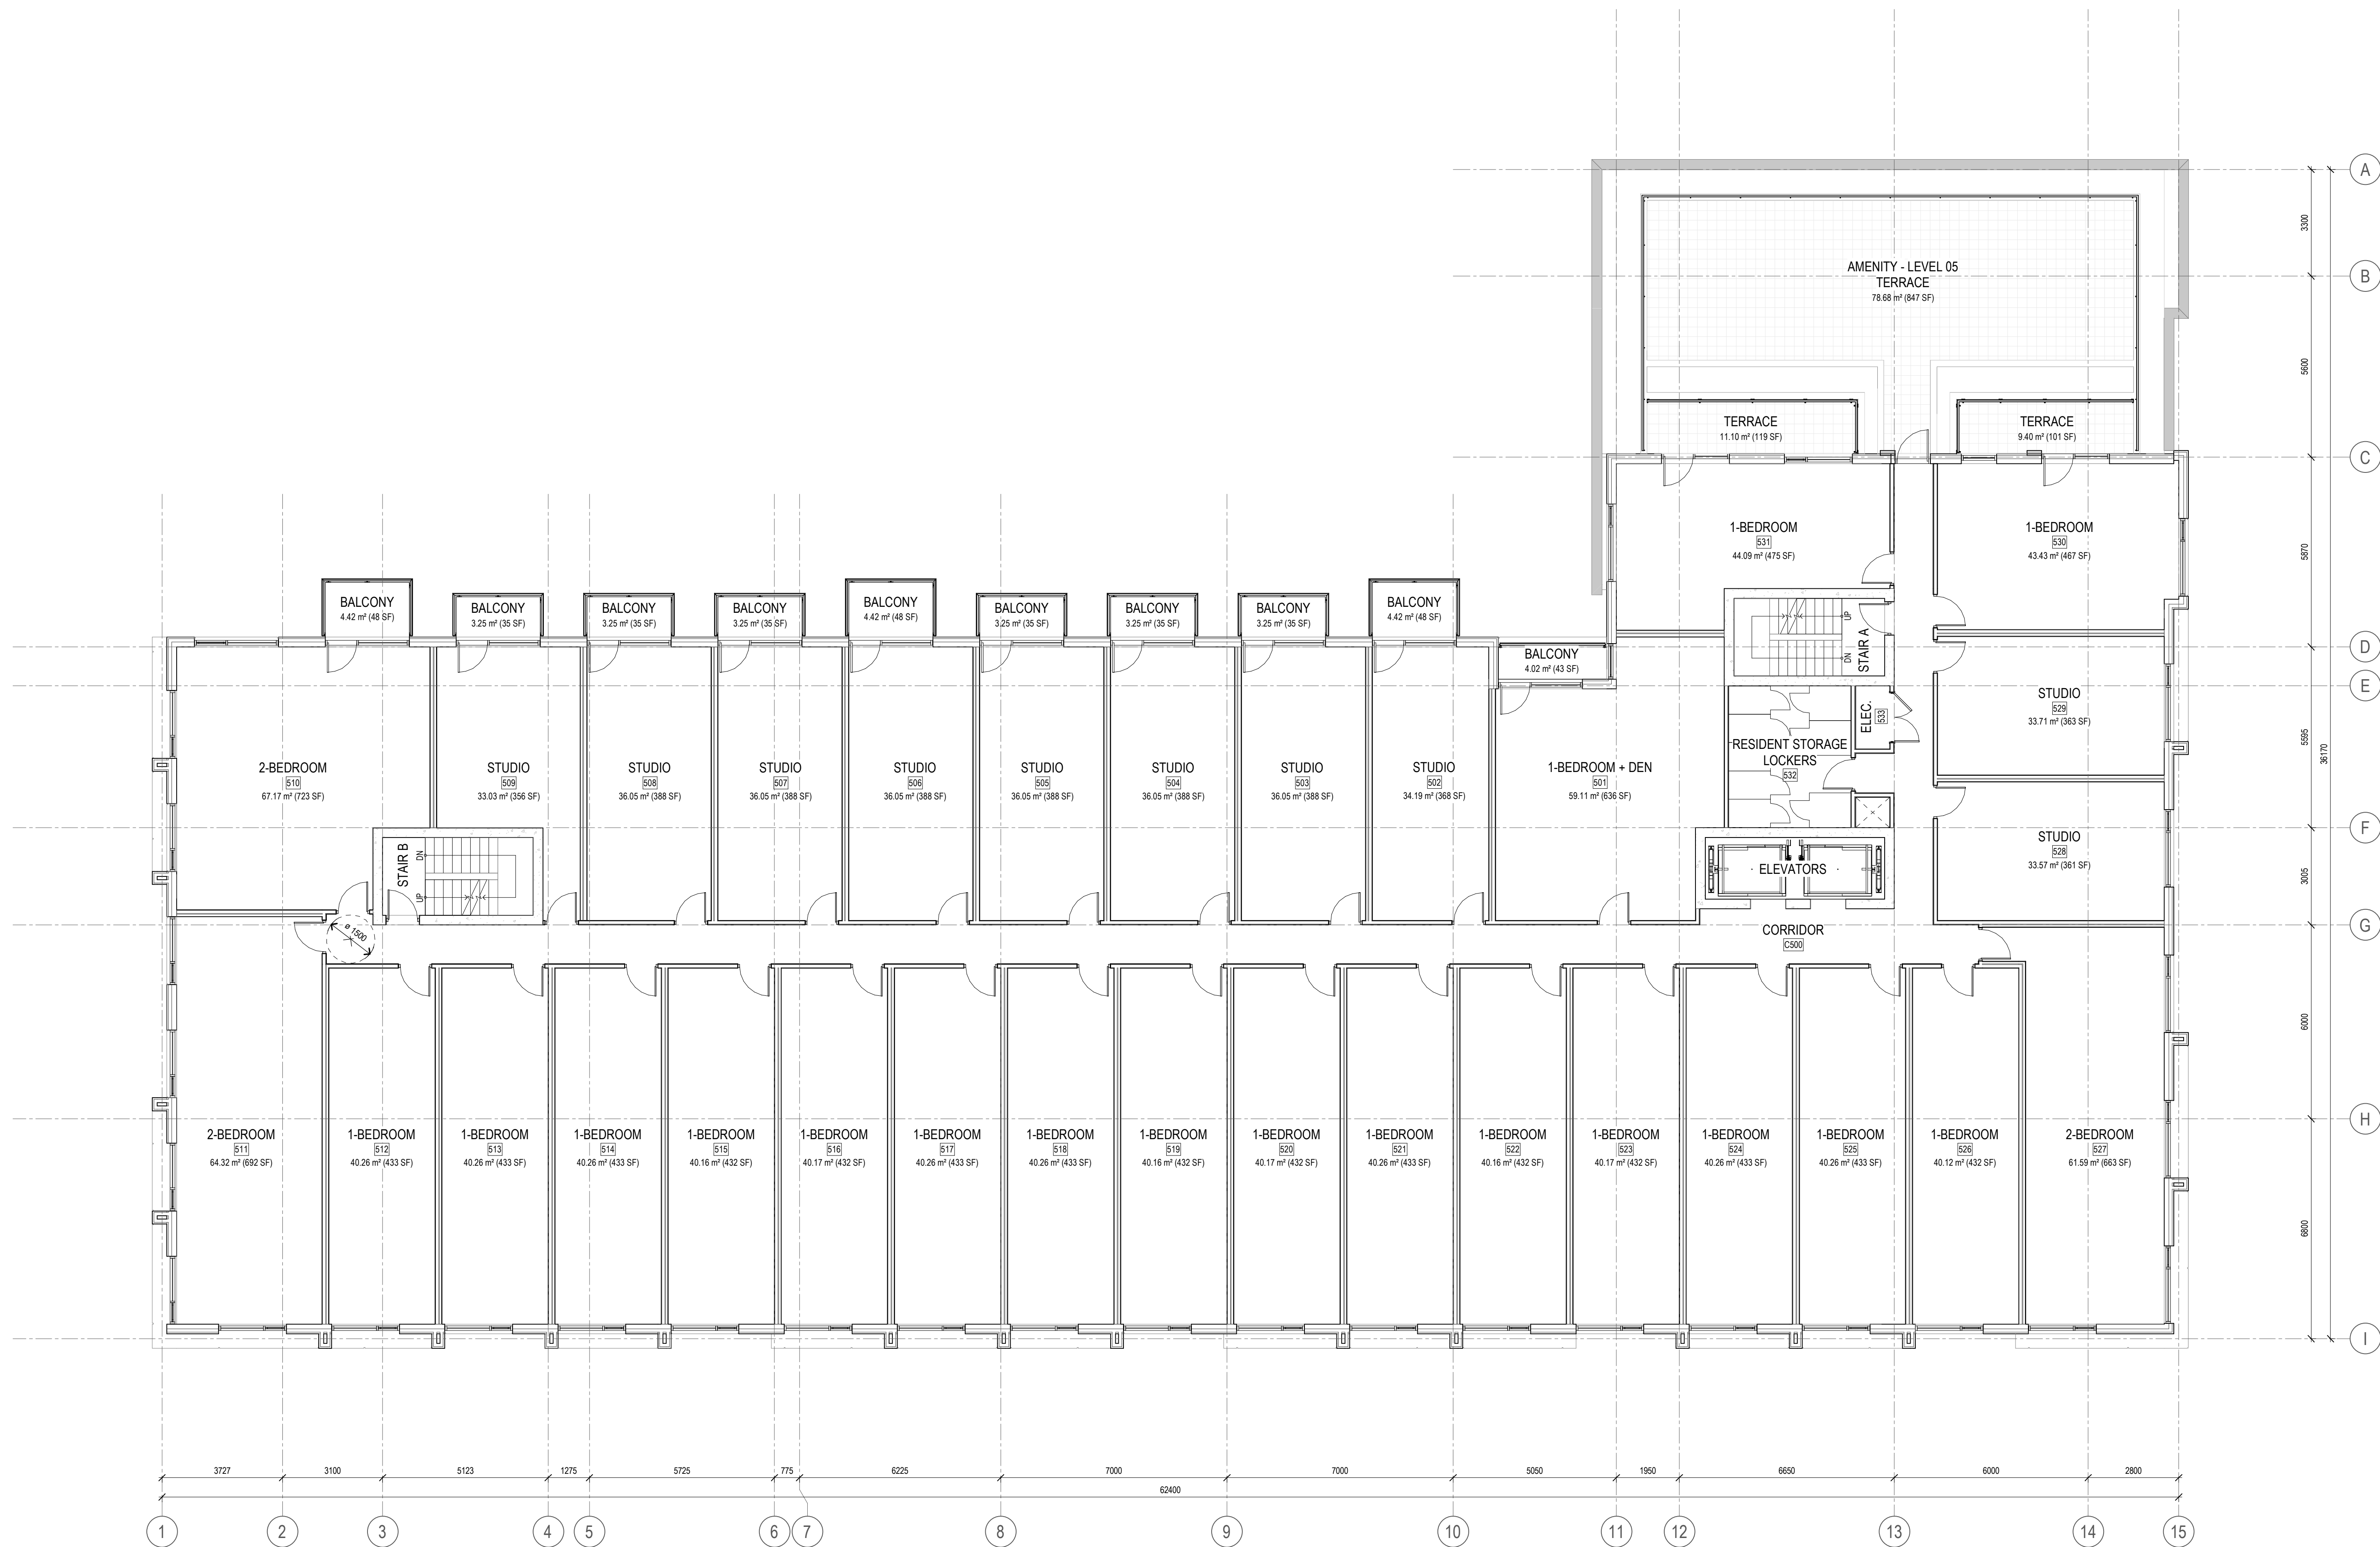 A
3300
AMENITY - LEVEL 05
TERRACE
78.68 m² (847 SF)
B
5600
36170
TERRACE
11.10 m² (119 SF)
TERRACE
9.40 m² (101 SF)
C
1-BEDROOM
531
44.09 m² (475 SF)
1-BEDROOM
530
43.43 m² (467 SF)
5870
BALCONY
4.42 m² (48 SF)
BALCONY
3.25 m² (35 SF)
BALCONY
3.25 m² (35 SF)
BALCONY
3.25 m² (35 SF)
BALCONY
4.42 m² (48 SF)
BALCONY
3.25 m² (35 SF)
BALCONY
3.25 m² (35 SF)
BALCONY
3.25 m² (35 SF)
BALCONY
4.42 m² (48 SF)
BALCONY
4.02 m² (43 SF)
UP
DN
STAIR A
D
E
2-BEDROOM
510
67.17 m² (723 SF)
STUDIO
509
33.03 m² (356 SF)
STUDIO
508
36.05 m² (388 SF)
STUDIO
507
36.05 m² (388 SF)
STUDIO
506
36.05 m² (388 SF)
STUDIO
505
36.05 m² (388 SF)
STUDIO
504
36.05 m² (388 SF)
STUDIO
503
36.05 m² (388 SF)
STUDIO
502
34.19 m² (368 SF)
1-BEDROOM + DEN
501
59.11 m² (636 SF)
RESIDENT STORAGE
LOCKERS
532
ELEC.
533
STUDIO
529
33.71 m² (363 SF)
5595
F
STAIR B
DN
UP
ELEVATORS
STUDIO
528
33.57 m² (361 SF)
3005
G
ø 1500
CORRIDOR
C500
6000
H
2-BEDROOM
511
64.32 m² (692 SF)
1-BEDROOM
512
40.26 m² (433 SF)
1-BEDROOM
513
40.26 m² (433 SF)
1-BEDROOM
514
40.26 m² (433 SF)
1-BEDROOM
515
40.16 m² (432 SF)
1-BEDROOM
516
40.17 m² (432 SF)
1-BEDROOM
517
40.26 m² (433 SF)
1-BEDROOM
518
40.26 m² (433 SF)
1-BEDROOM
519
40.16 m² (432 SF)
1-BEDROOM
520
40.17 m² (432 SF)
1-BEDROOM
521
40.26 m² (433 SF)
1-BEDROOM
522
40.16 m² (432 SF)
1-BEDROOM
523
40.17 m² (432 SF)
1-BEDROOM
524
40.26 m² (433 SF)
1-BEDROOM
525
40.26 m² (433 SF)
1-BEDROOM
526
40.12 m² (432 SF)
2-BEDROOM
527
61.59 m² (663 SF)
6800
I
3727 3100 5123 1275 5725 775 6225 7000 7000 5050 1950 6650 6000 2800
62400
1 2 3 4 5 6 7 8 9 10 11 12 13 14 15